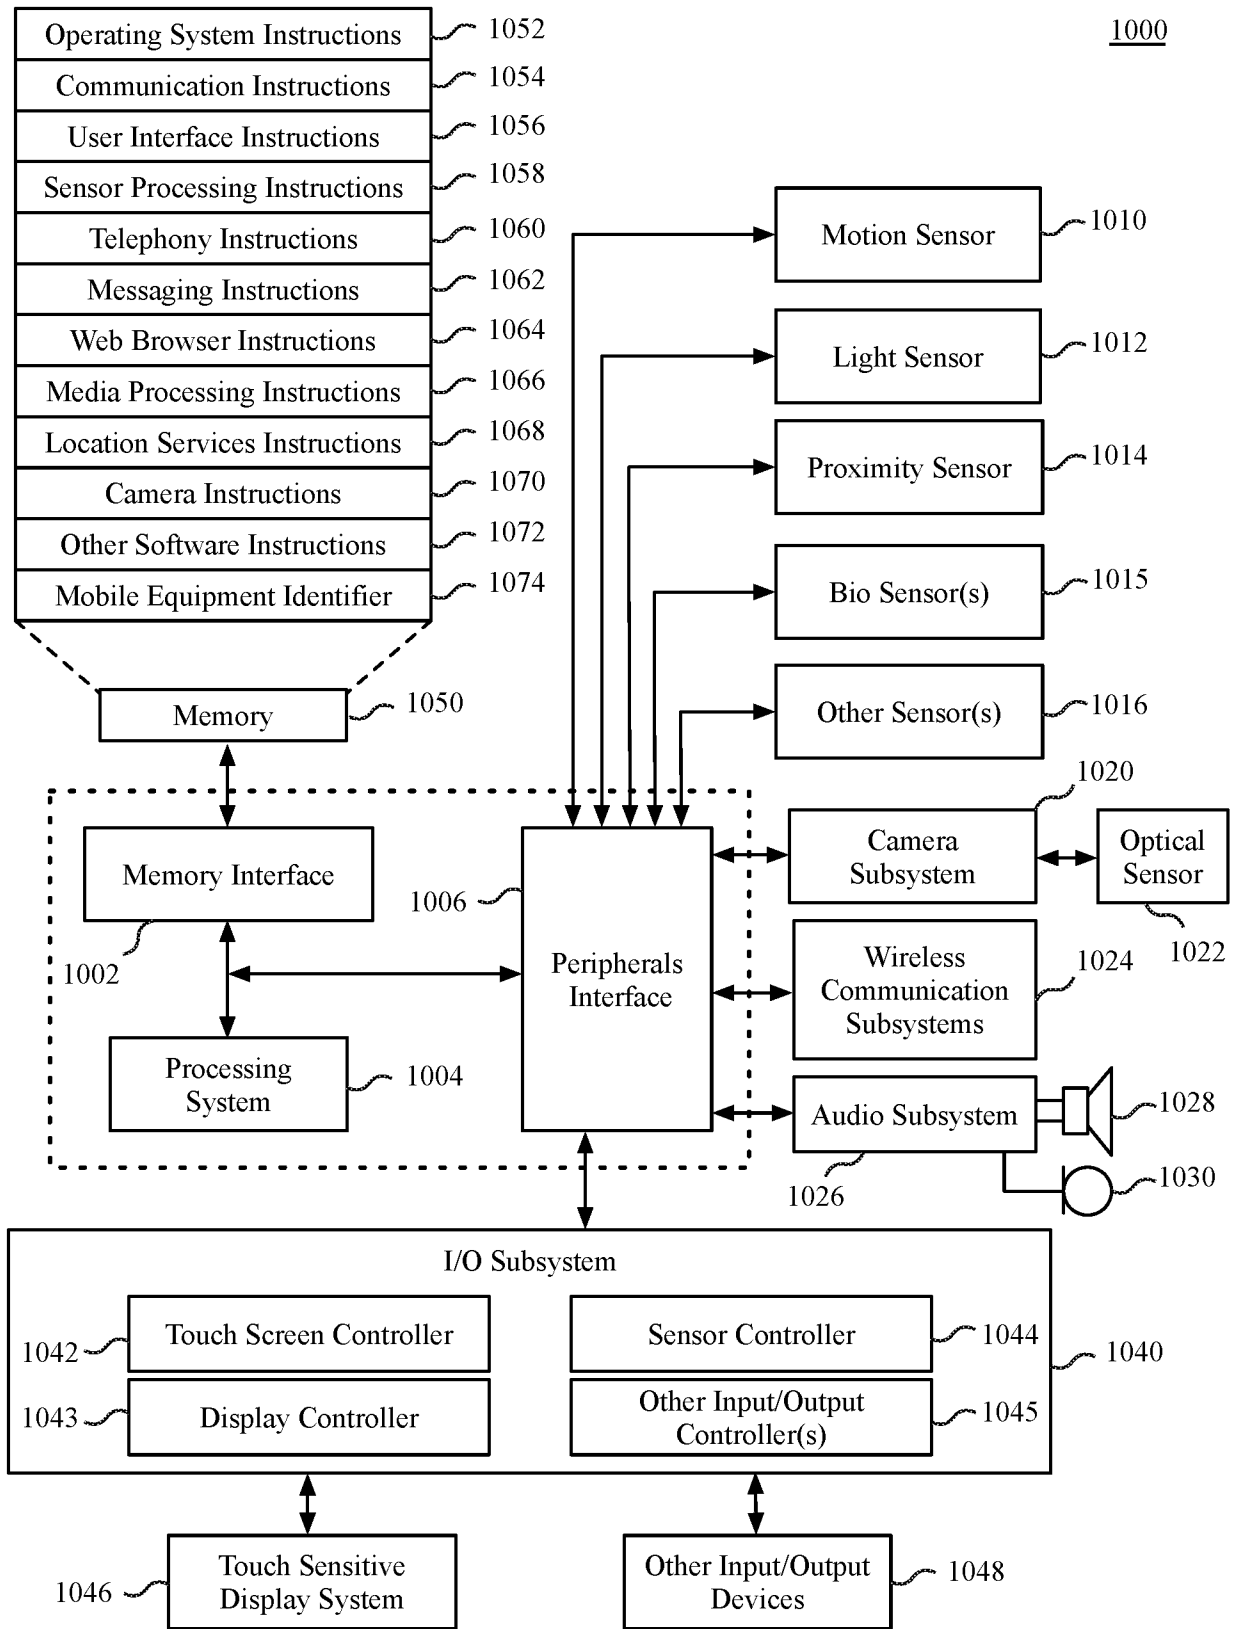 1000
Operating System Instructions 1052
Communication Instructions 1054
User Interface Instructions 1056
Sensor Processing Instructions 1058
Telephony Instructions 1060
Messaging Instructions 1062
Web Browser Instructions 1064
Media Processing Instructions 1066
Location Services Instructions 1068
Camera Instructions 1070
Other Software Instructions 1072
Mobile Equipment Identifier 1074
Memory 1050
Motion Sensor 1010
Light Sensor 1012
Proximity Sensor 1014
Bio Sensor(s) 1015
Other Sensor(s) 1016
Memory Interface
1002
Processing
System
1004
1006
Peripherals
Interface
1020
Camera
Subsystem
Optical
Sensor
1022
Wireless
Communication
Subsystems
1024
Audio Subsystem
1026
1028
1030
I/O Subsystem
1040
1042 Touch Screen Controller
Sensor Controller 1044
1043 Display Controller
Other Input/Output
Controller(s)
1045
Touch Sensitive
Display System
1046
Other Input/Output
Devices
1048